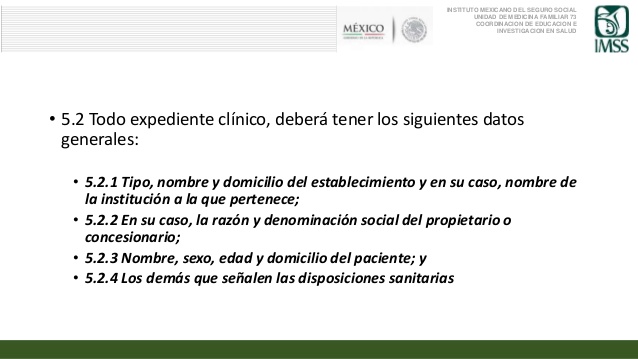 INSTITUTO MEXICANO DEL SEGURO SOCIAL
UNIDAD DE MEDICINA FAMILIAR 73
COORDINACION DE EDUCACION E
INVESTIGACION EN SALUD
MÉXICO
GOBIERNO DE LA REPÚBLICA
IMSS
• 5.2 Todo expediente clínico, deberá tener los siguientes datos
generales:
• 5.2.1 Tipo, nombre y domicilio del establecimiento y en su caso, nombre de
la institución a la que pertenece;
• 5.2.2 En su caso, la razón y denominación social del propietario o
concesionario;
• 5.2.3 Nombre, sexo, edad y domicilio del paciente; y
• 5.2.4 Los demás que señalen las disposiciones sanitarias